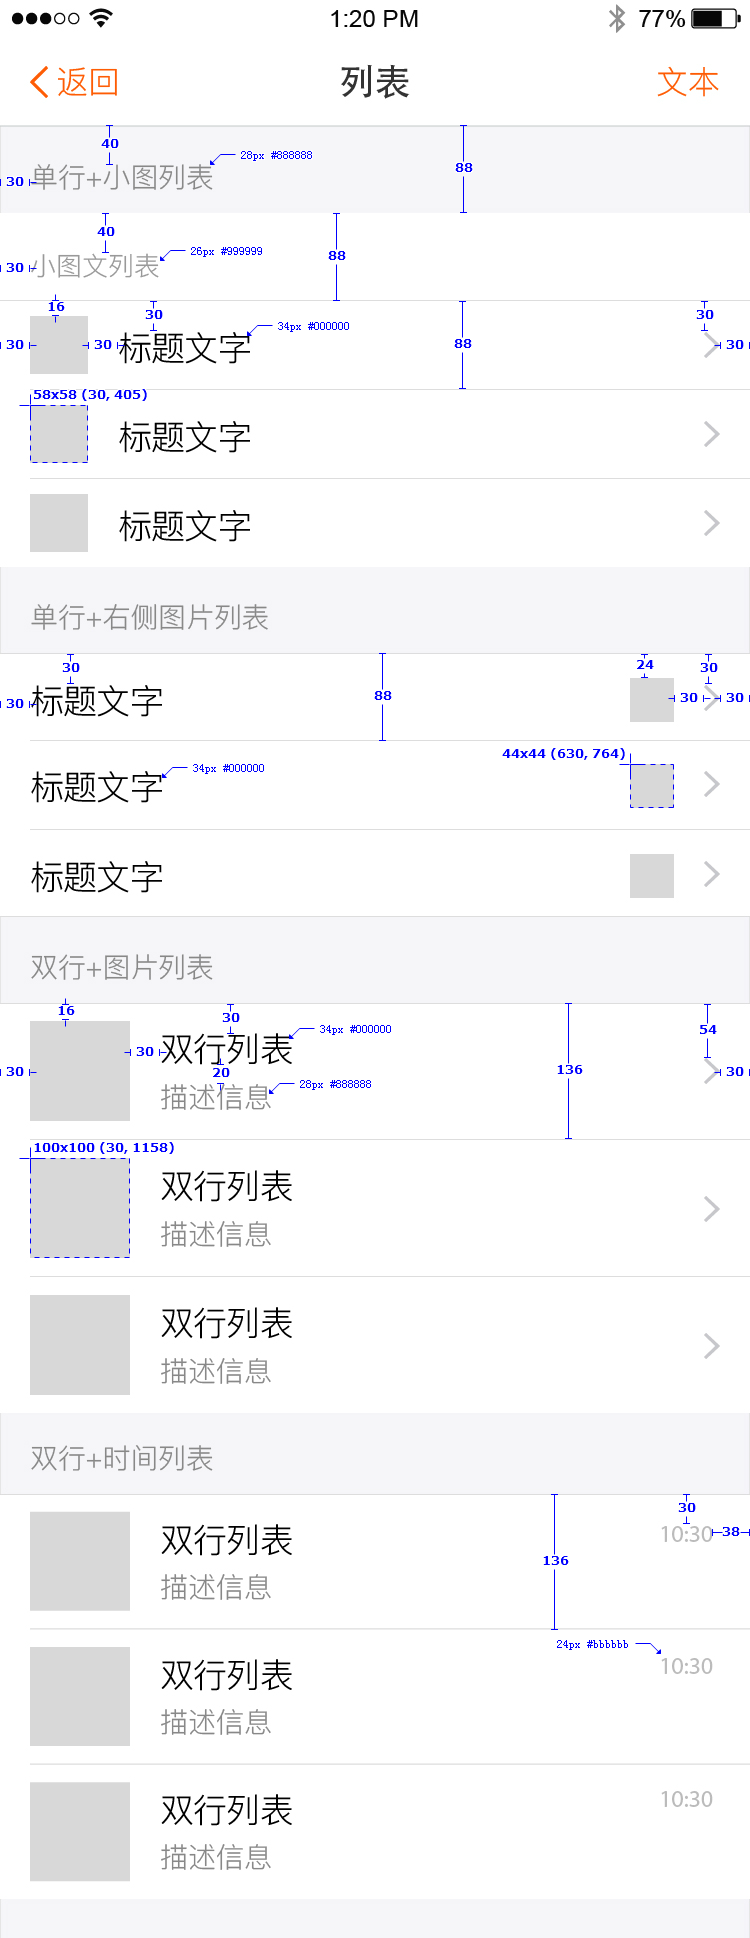 1:20 PM 77%
返回 列表 文本
40 28px #888888 88
30 单行+小图列表
40 26px #999999 88
30 小图文列表
16 30 34px #000000 88 30
30 30 标题文字 30
58x58 (30, 405)
标题文字
标题文字
单行+右侧图片列表
30 88 24 30
30 标题文字 30 30
44x44 (630, 764)
34px #000000
标题文字
标题文字
双行+图片列表
16 30 34px #000000 54
30 双行列表
30 20 136 30
描述信息 28px #888888
100x100 (30, 1158)
双行列表
描述信息
双行列表
描述信息
双行+时间列表
30
双行列表 10:30 38
136
描述信息
24px #bbbbbb
双行列表 10:30
描述信息
双行列表 10:30
描述信息